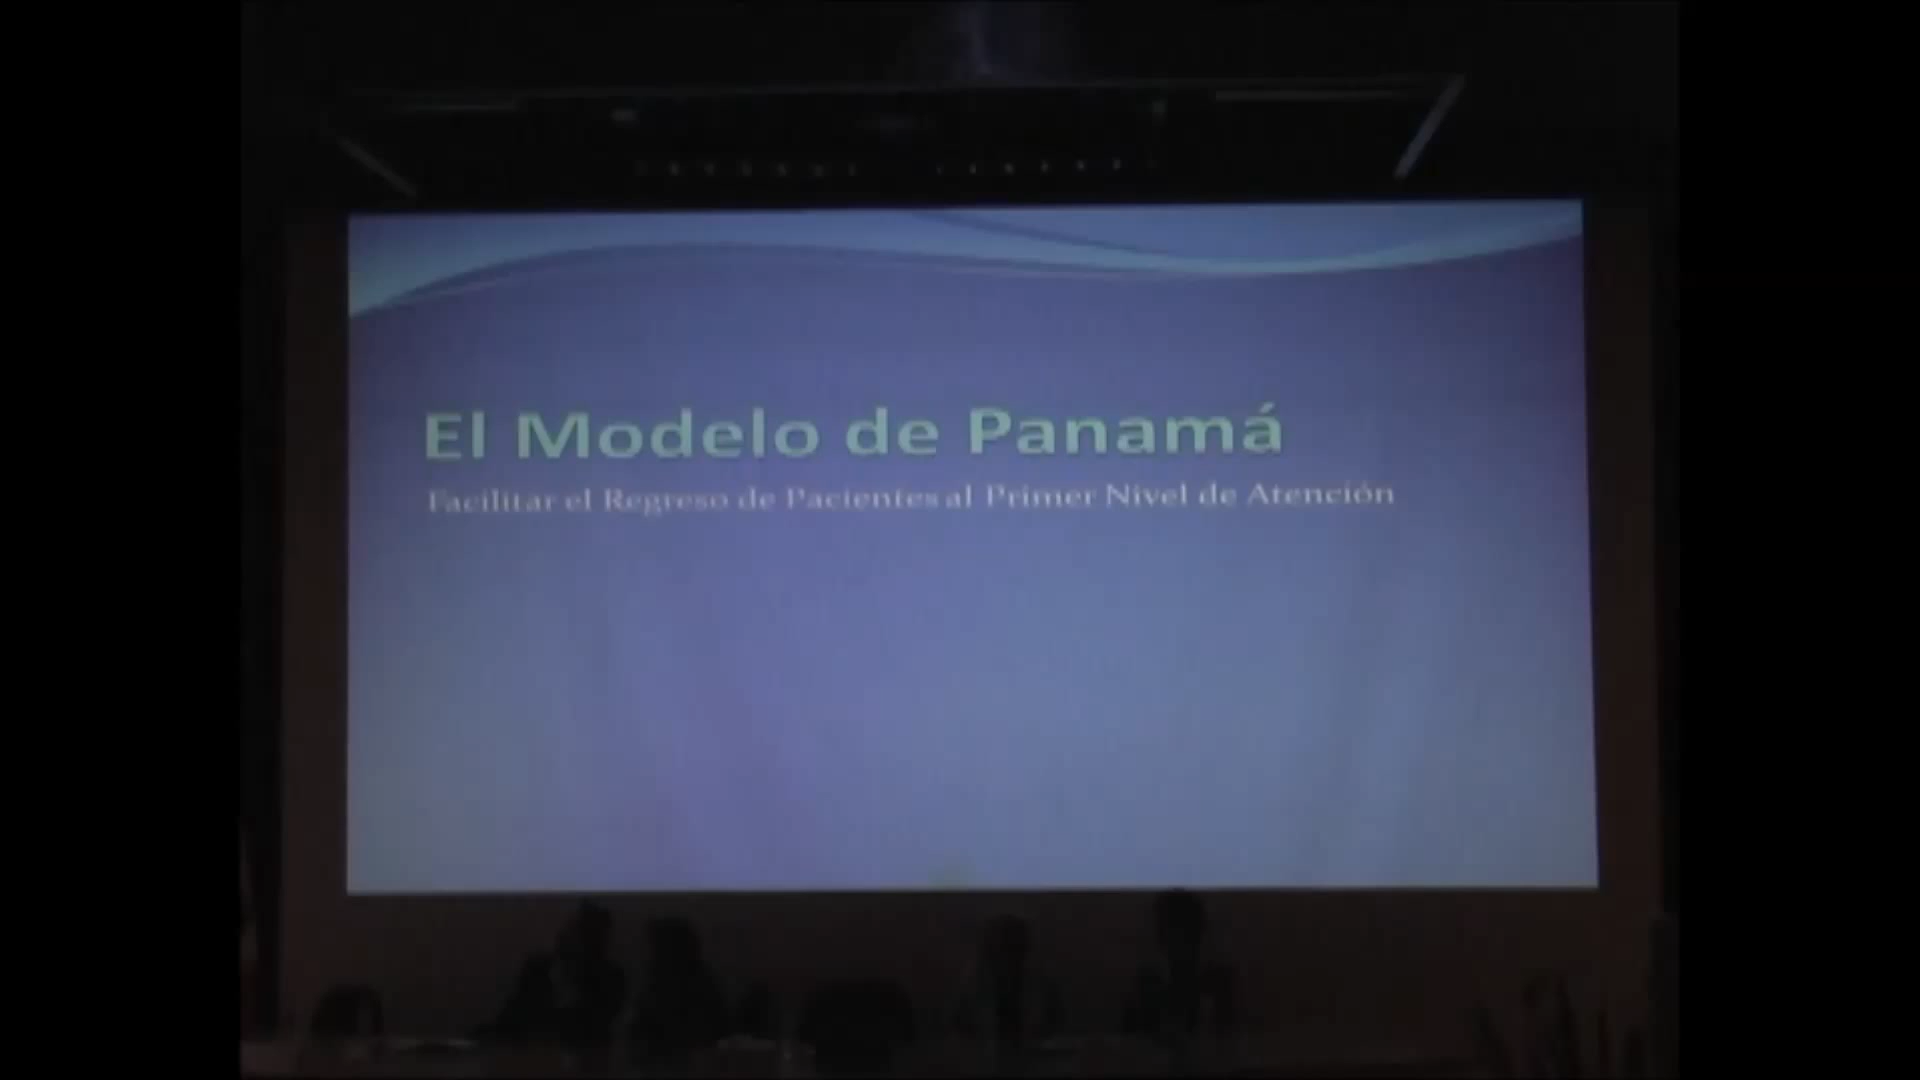 El Modelo de Panamá
Facilitar el Regreso de Pacientes al Primer Nivel de Atención